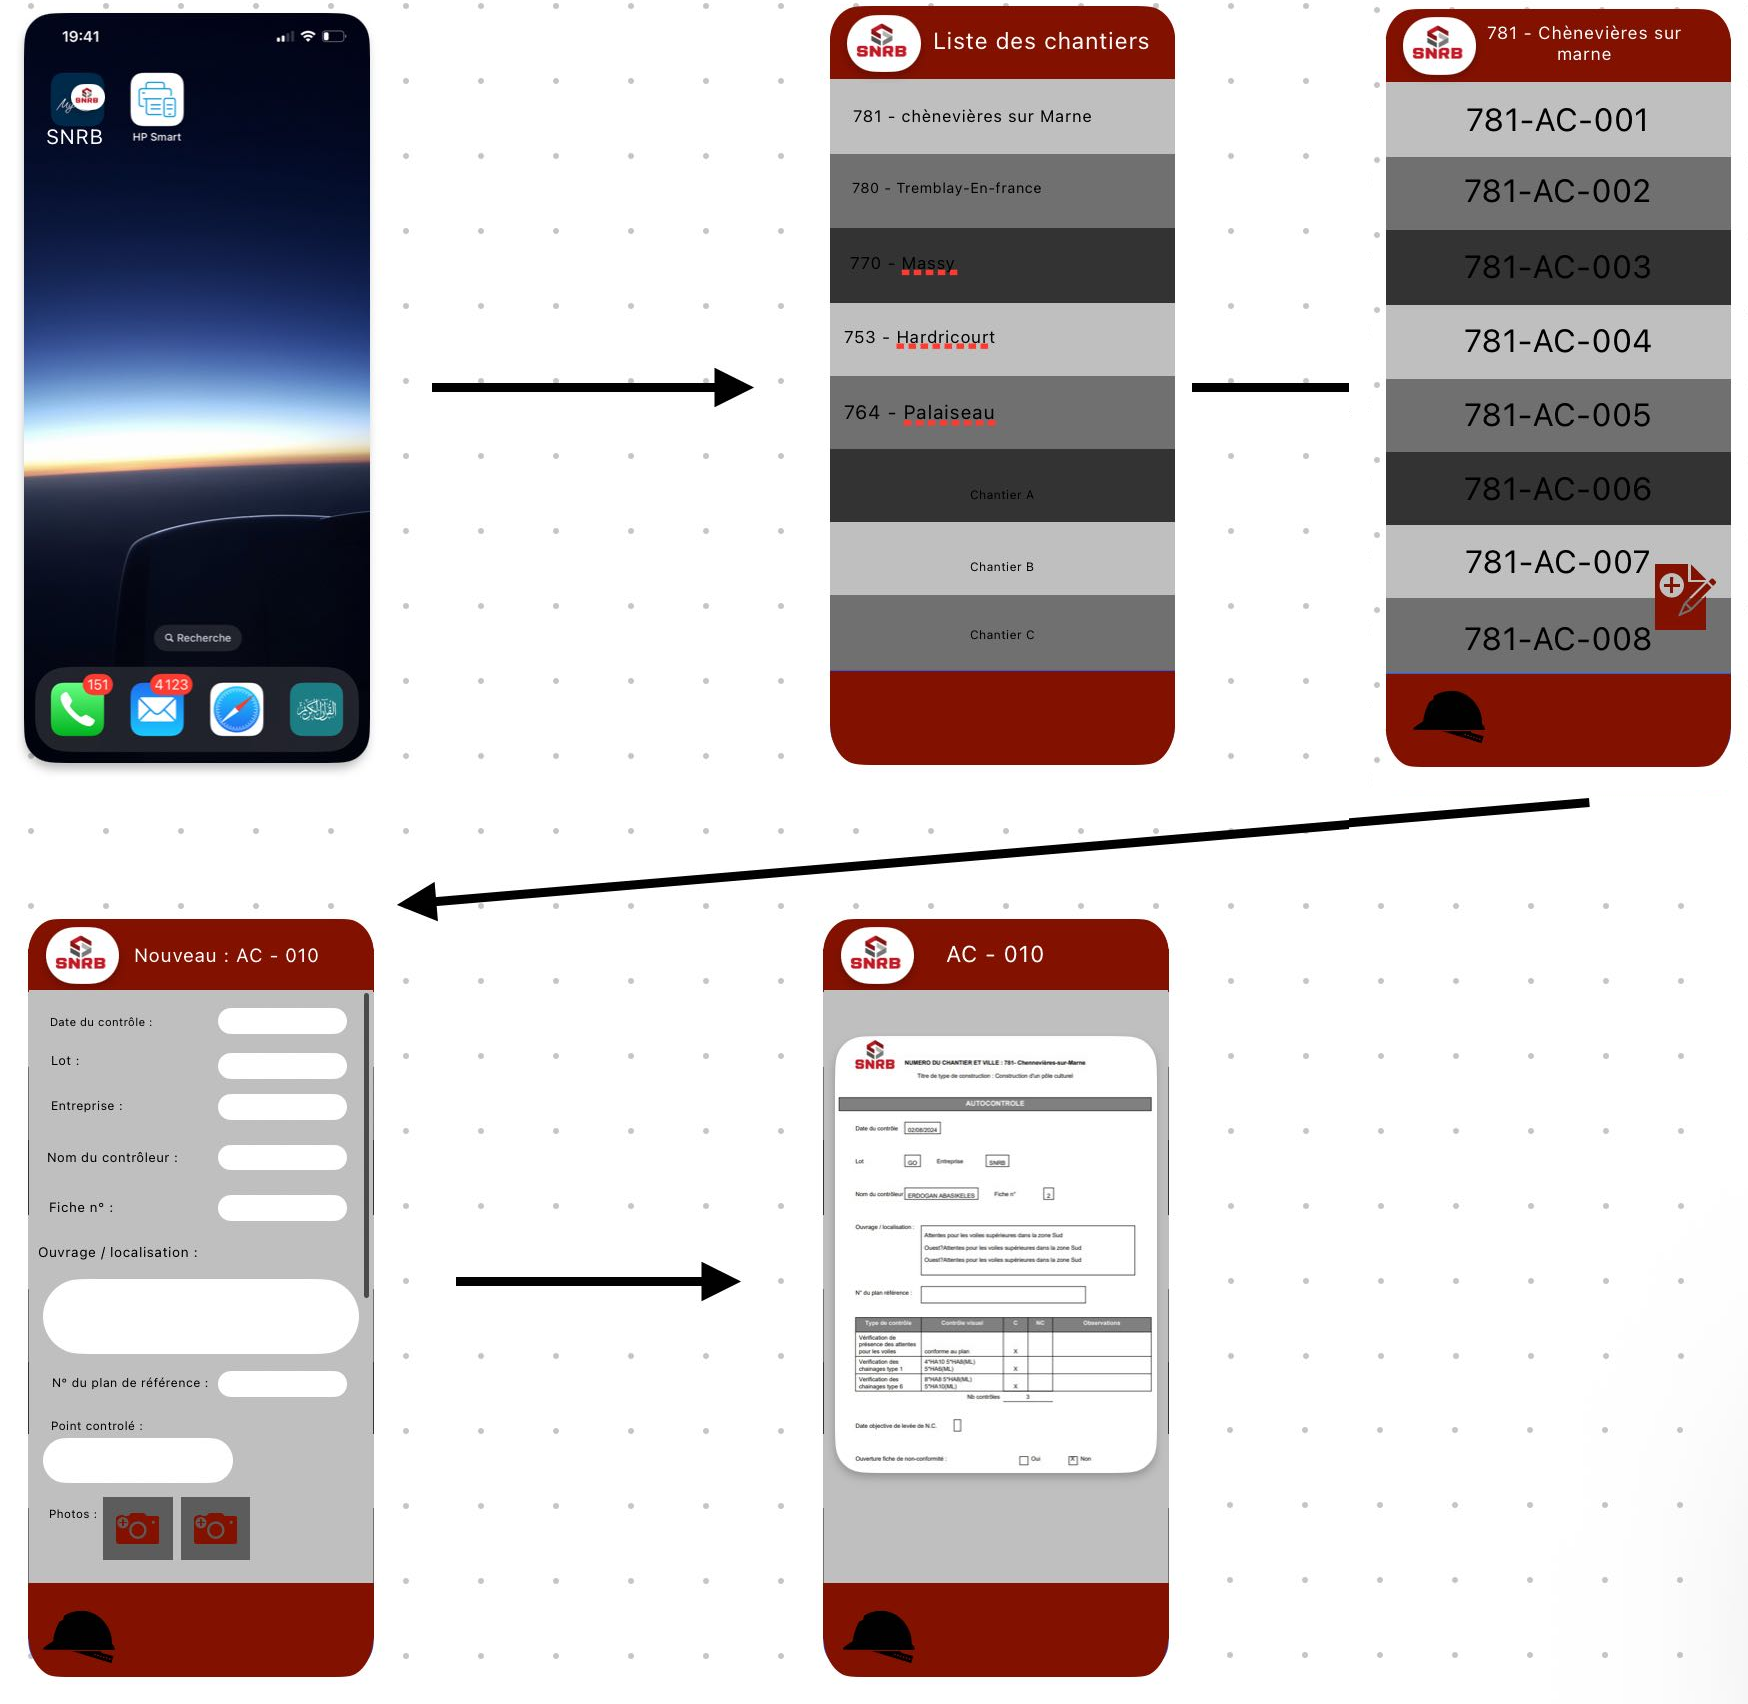 19:41
My SNRB
SNRB
HP Smart
Recherche
151
4 123
القرآن الكريم
SNRB
Liste des chantiers
781 - chènevières sur Marne
780 - Tremblay-En-france
770 - Massy
753 - Hardricourt
764 - Palaiseau
Chantier A
Chantier B
Chantier C
SNRB
781 - Chènevières sur
marne
781-AC-001
781-AC-002
781-AC-003
781-AC-004
781-AC-005
781-AC-006
781-AC-007
781-AC-008
SNRB
Nouveau : AC - 010
Date du contrôle :
Lot :
Entreprise :
Nom du contrôleur :
Fiche n° :
Ouvrage / localisation :
N° du plan de référence :
Point controlé :
Photos :
SNRB
AC - 010
SNRB
NUMERO DU CHANTIER ET VILLE : 781- Chennevières-sur-Marne
Titre de type de construction : Construction d'un pôle culturel
AUTOCONTROLE
Date du contrôle 02/08/2024
Lot GO Entreprise SNRB
Nom du contrôleur ERDOGAN ABASIKELES Fiche n° 2
Ouvrage / localisation :
Attentes pour les voiles supérieures dans la zone Sud
Ouest?Attentes pour les voiles supérieures dans la zone Sud
Ouest?Attentes pour les voiles supérieures dans la zone Sud
N° du plan référence :
Type de contrôle Contrôle visuel C NC Observations
Vérification de
présence des attentes
pour les voiles conforme au plan X
Verification des
chainages type 1 4*HA10 5*HA8(ML)
5*HA6(ML) X
Verification des
chainages type 6 8*HA8 5*HA8(ML)
5*HA10(ML) X
Nb contrôles 3
Date objective de levée de N.C.
Ouverture fiche de non-conformité : Oui X Non